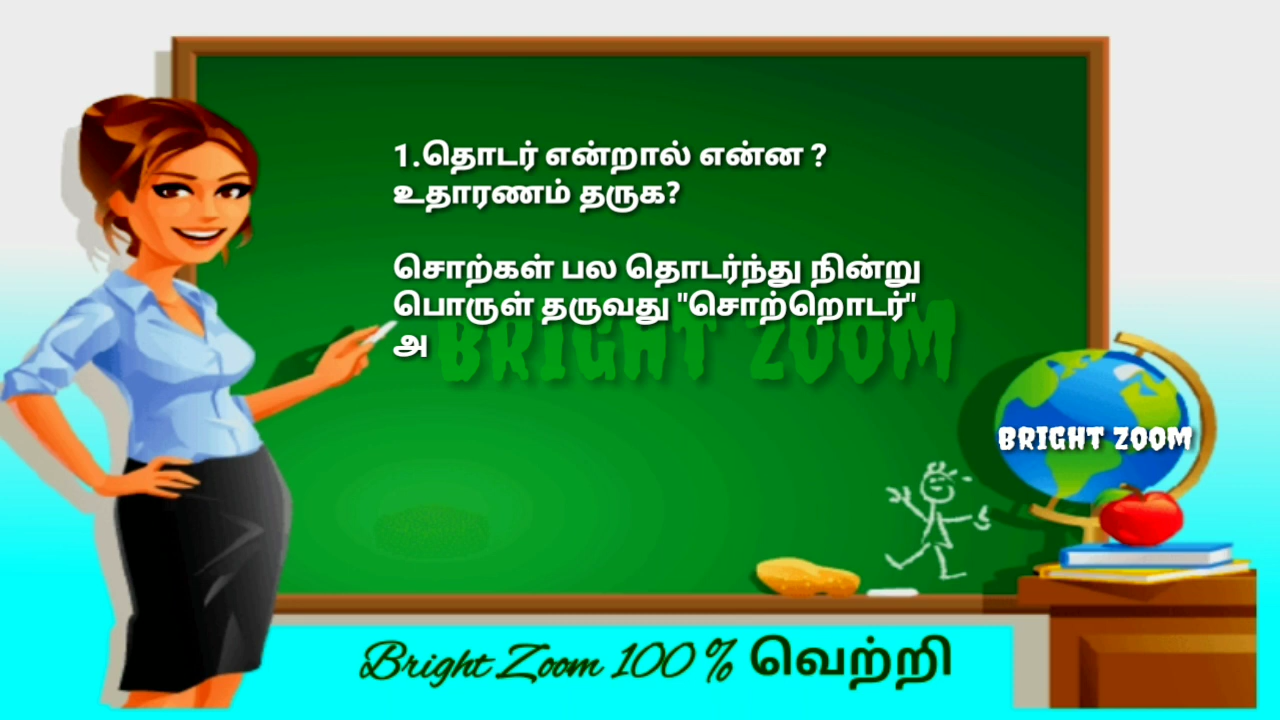 1.தொடர் என்றால் என்ன ?
உதாரணம் தருக?
சொற்கள் பல தொடர்ந்து நின்று
பொருள் தருவது "சொற்றொடர்"
அ
BRIGHT ZOOM
BRIGHT ZOOM
Bright Zoom 100 % வெற்றி